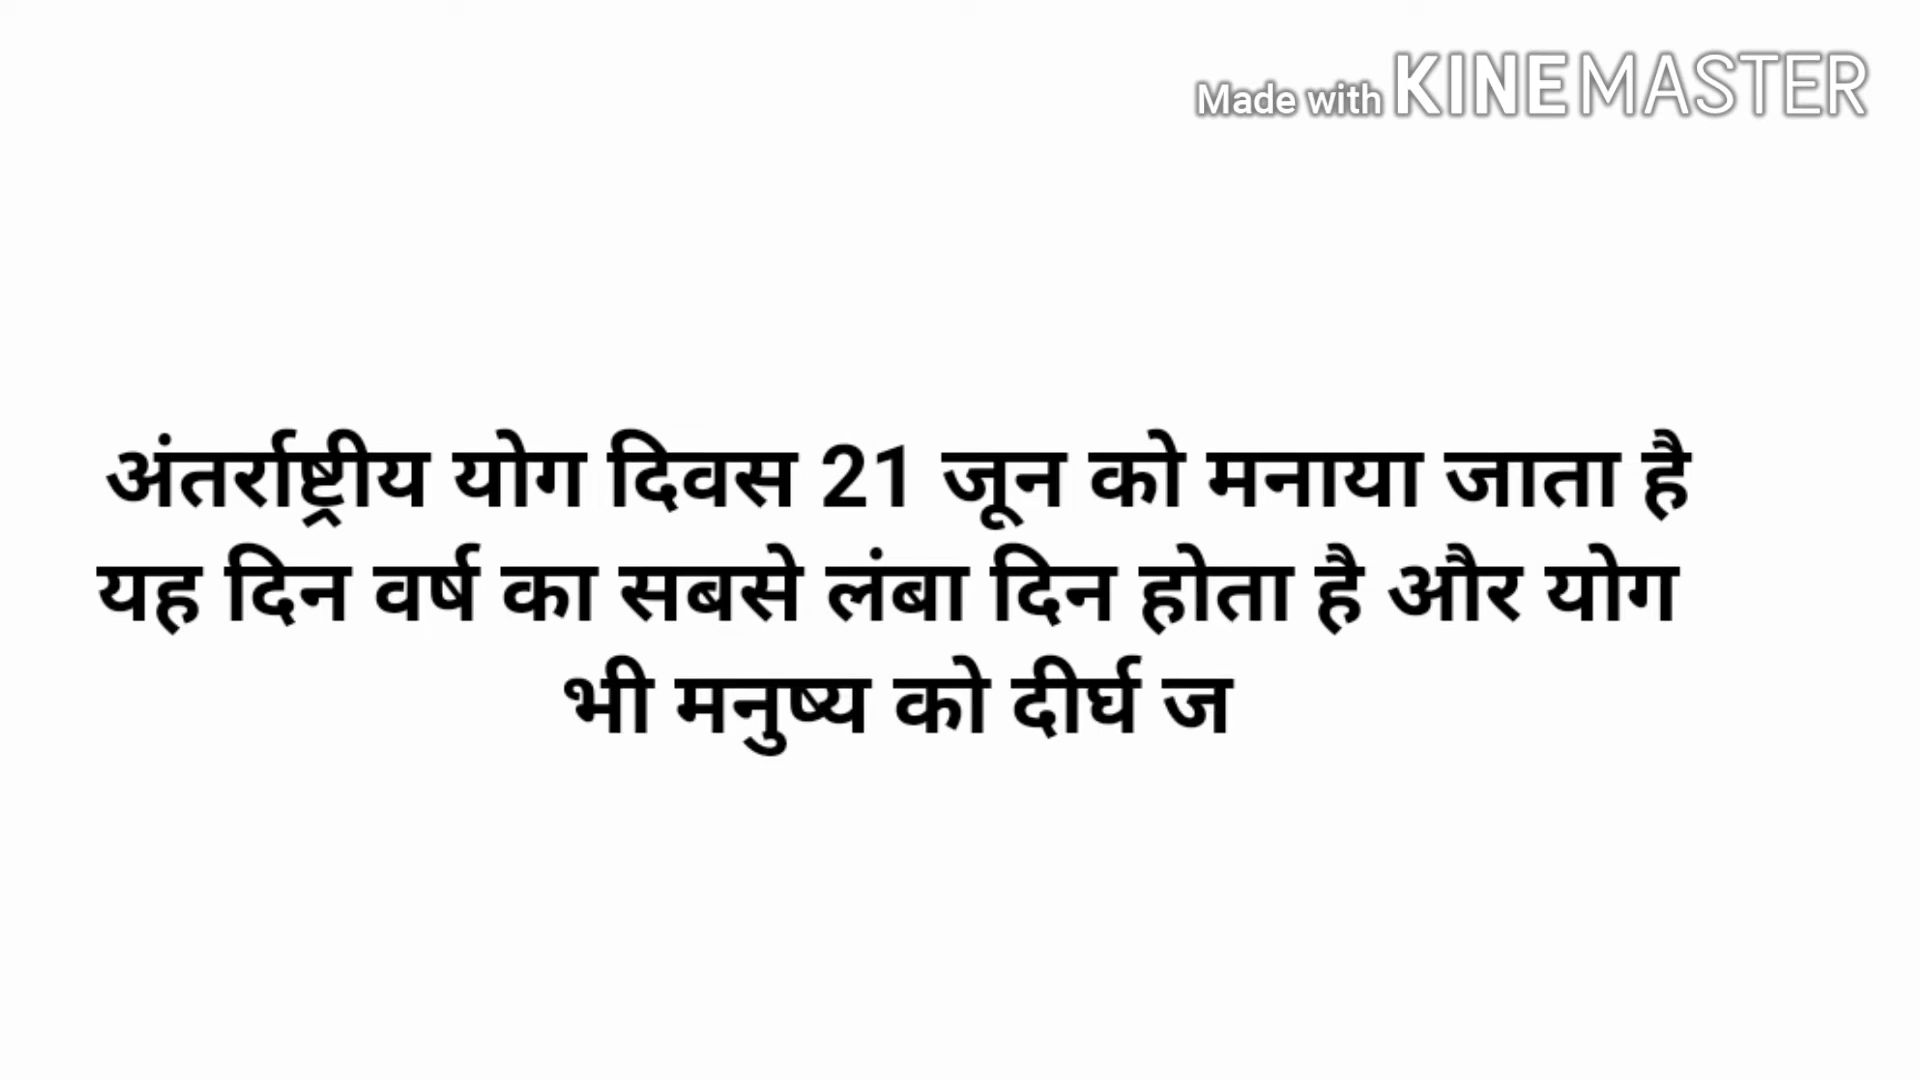 Made with KINEMASTER
अंतर्राष्ट्रीय योग दिवस 21 जून को मनाया जाता है
यह दिन वर्ष का सबसे लंबा दिन होता है और योग
भी मनुष्य को दीर्घ ज